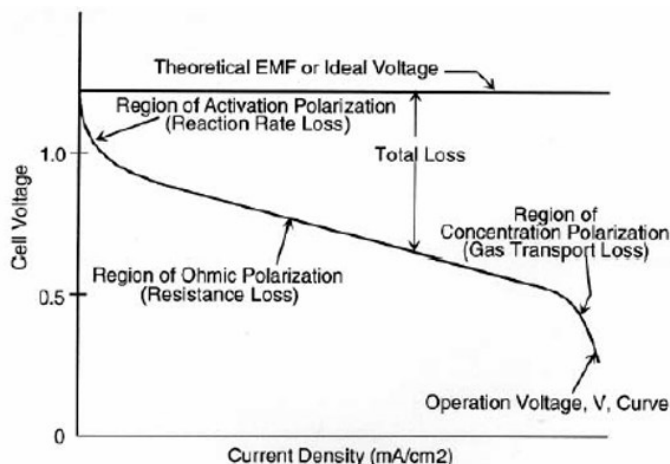 Theoretical EMF or Ideal Voltage
Region of Activation Polarization
(Reaction Rate Loss)
1.0
Total Loss
Cell Voltage
Region of
Concentration Polarization
(Gas Transport Loss)
Region of Ohmic Polarization
(Resistance Loss)
0.5
Operation Voltage, V, Curve
0
Current Density (mA/cm2)